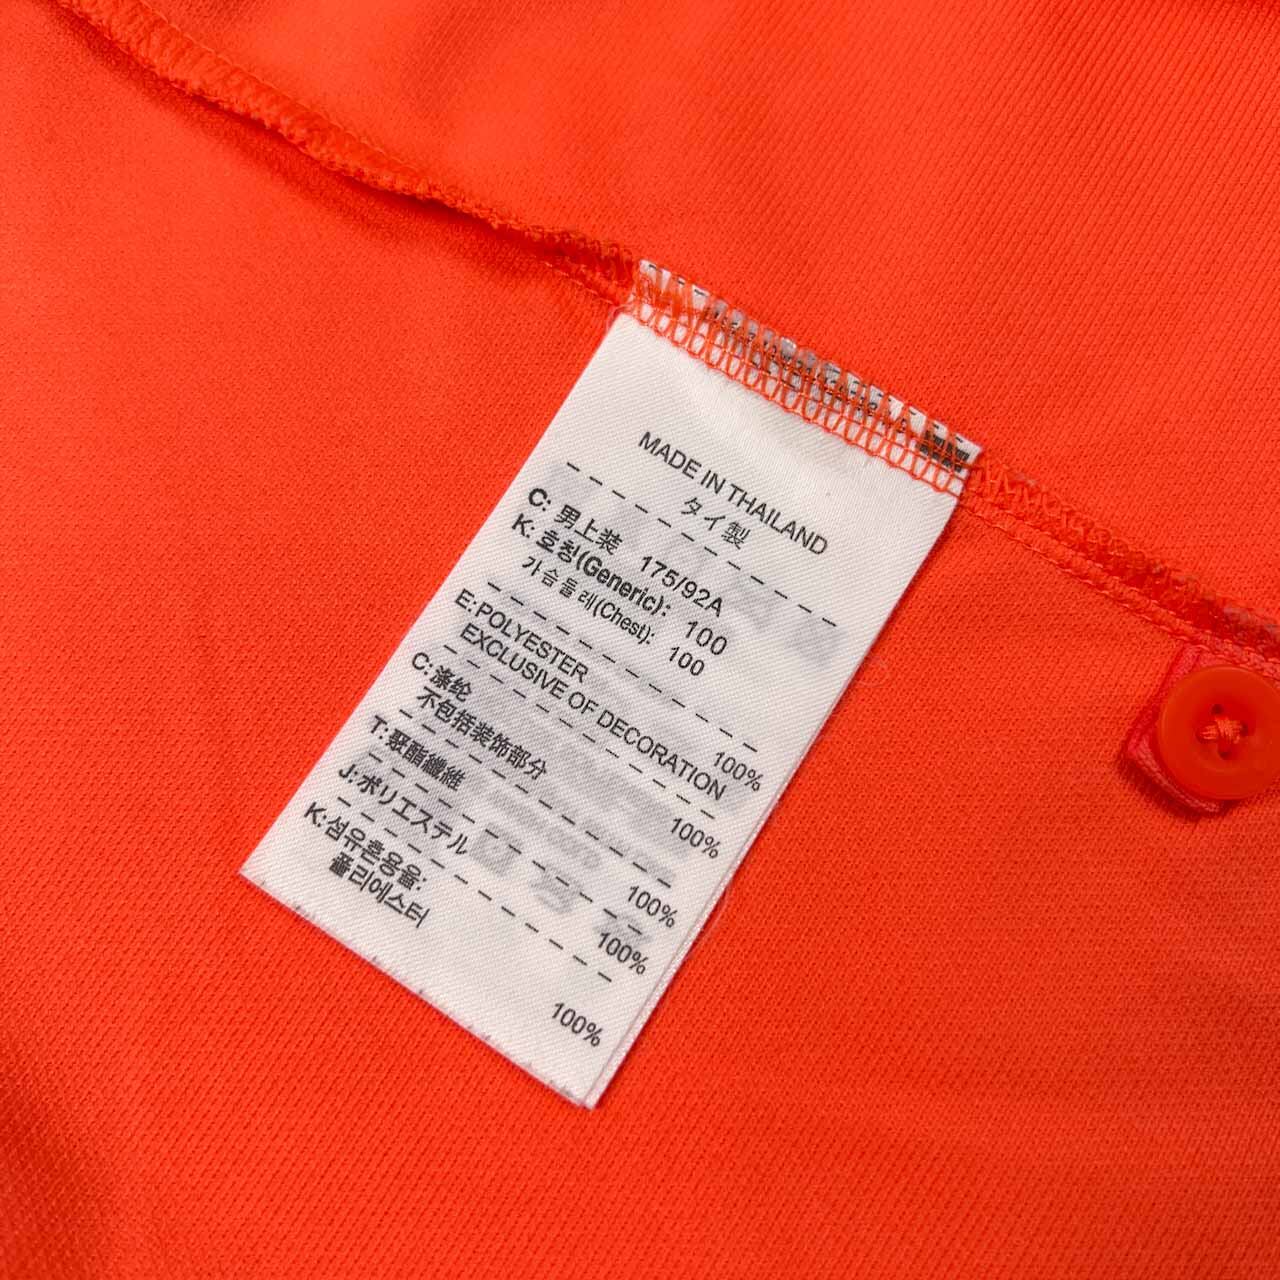 MADE IN THAILAND
タイ製
C: 男上装 175/92A
K: 호칭(Generic): 100
가슴둘레(Chest): 100
E: POLYESTER 100%
EXCLUSIVE OF DECORATION
C: 涤纶 100%
不包括装饰部分
T: 聚酯纖維 100%
J: ポリエステル 100%
K: 섬유혼용율:
폴리에스터 100%